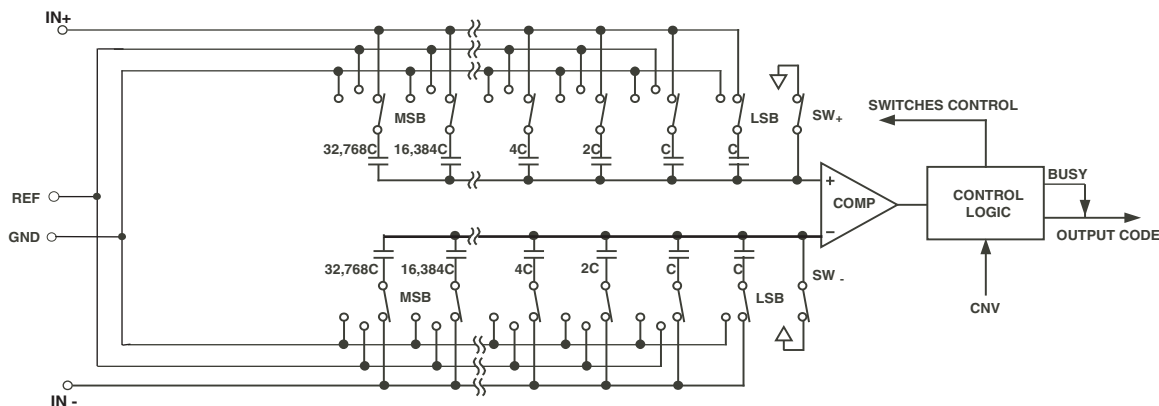 IN+
MSB
LSB
SW+
SWITCHES CONTROL
32,768C
16,384C
4C
2C
C
C
BUSY
REF
COMP
+
−
CONTROL
LOGIC
GND
OUTPUT CODE
32,768C
16,384C
4C
2C
C
C
SW -
MSB
LSB
CNV
IN -